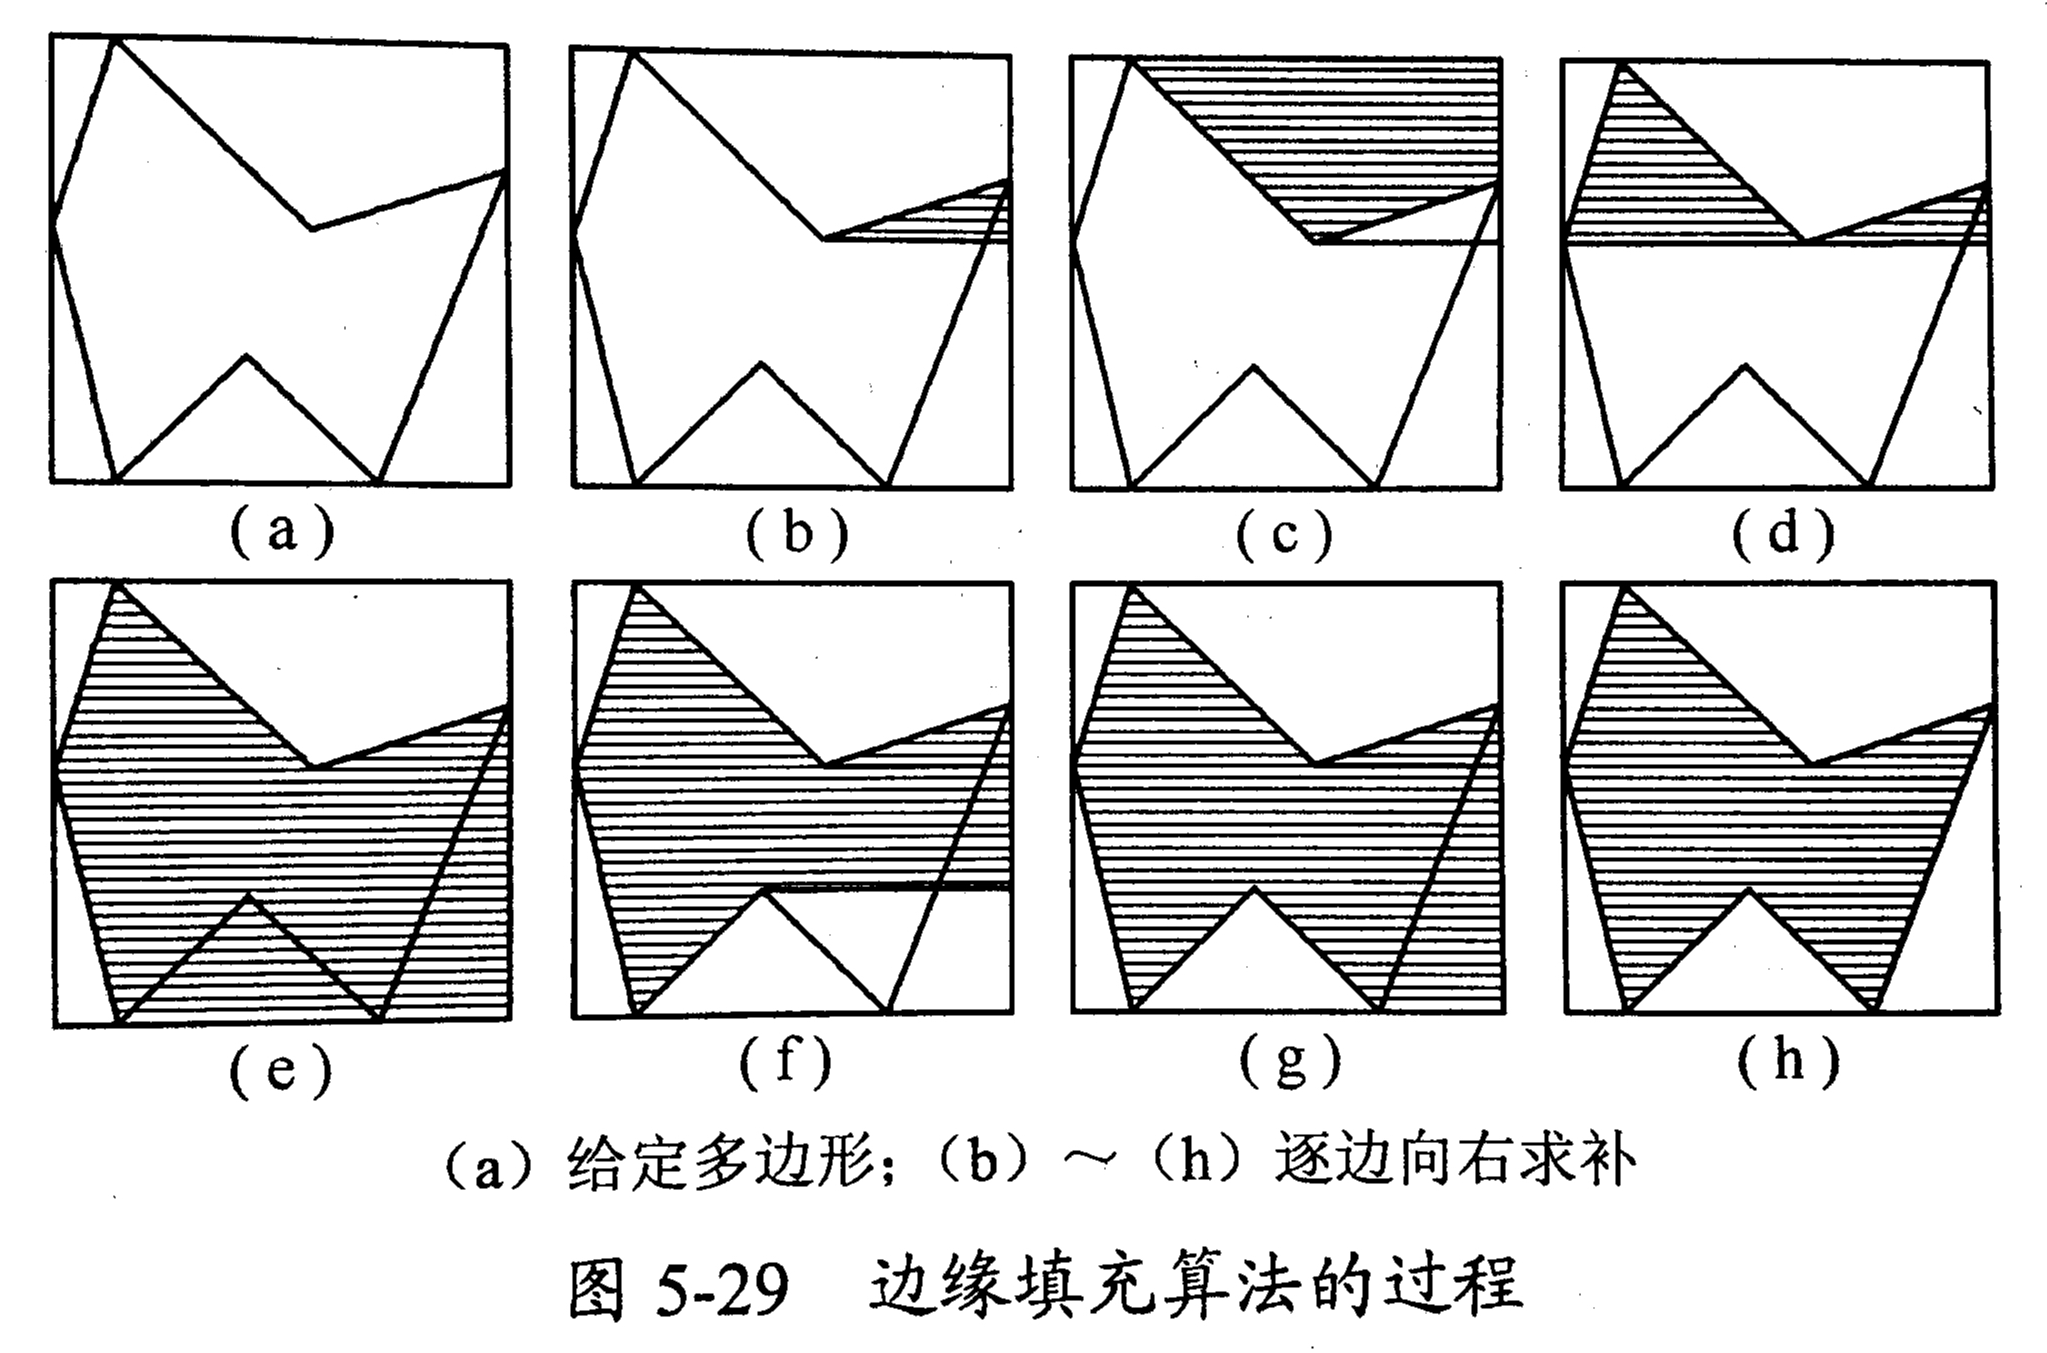 (a) (b) (c) (d)
(e) (f) (g) (h)
（a）给定多边形；（b）～（h）逐边向右求补
图 5-29 边缘填充算法的过程